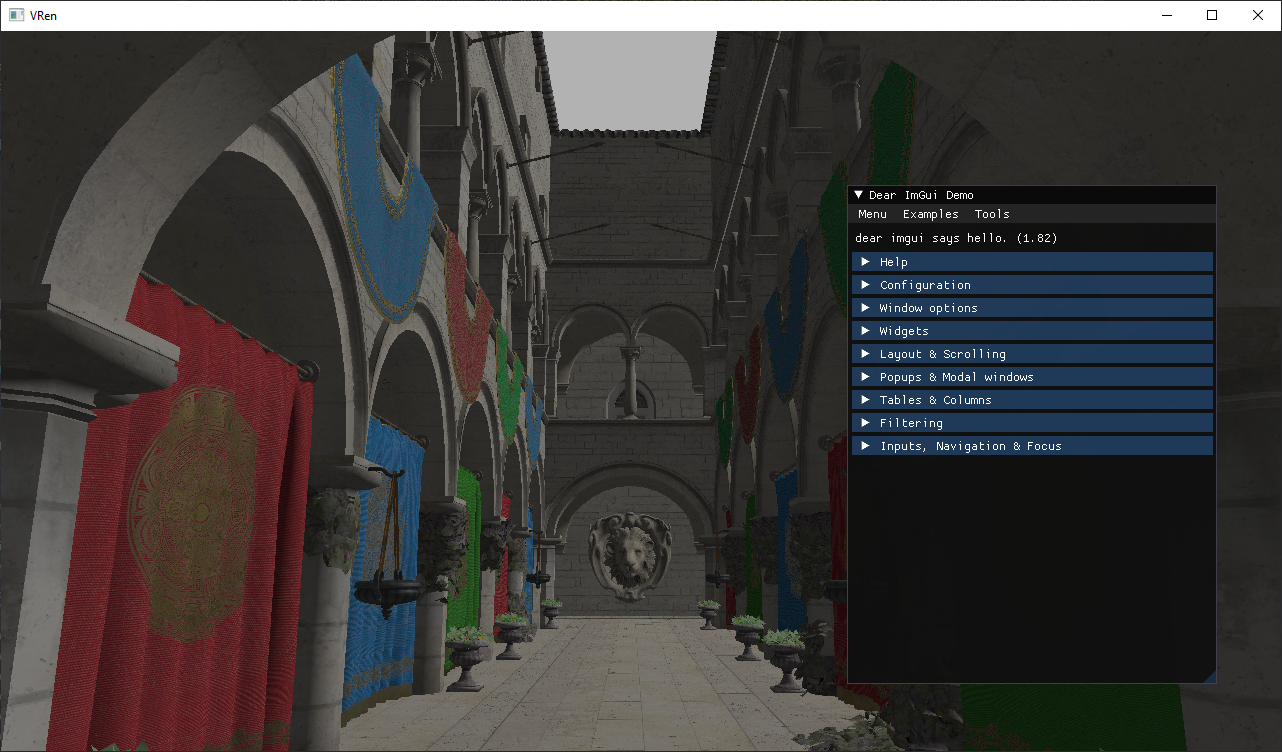 VRen
Dear ImGui Demo
Menu Examples Tools
dear imgui says hello. (1.82)
Help
Configuration
Window options
Widgets
Layout & Scrolling
Popups & Modal windows
Tables & Columns
Filtering
Inputs, Navigation & Focus